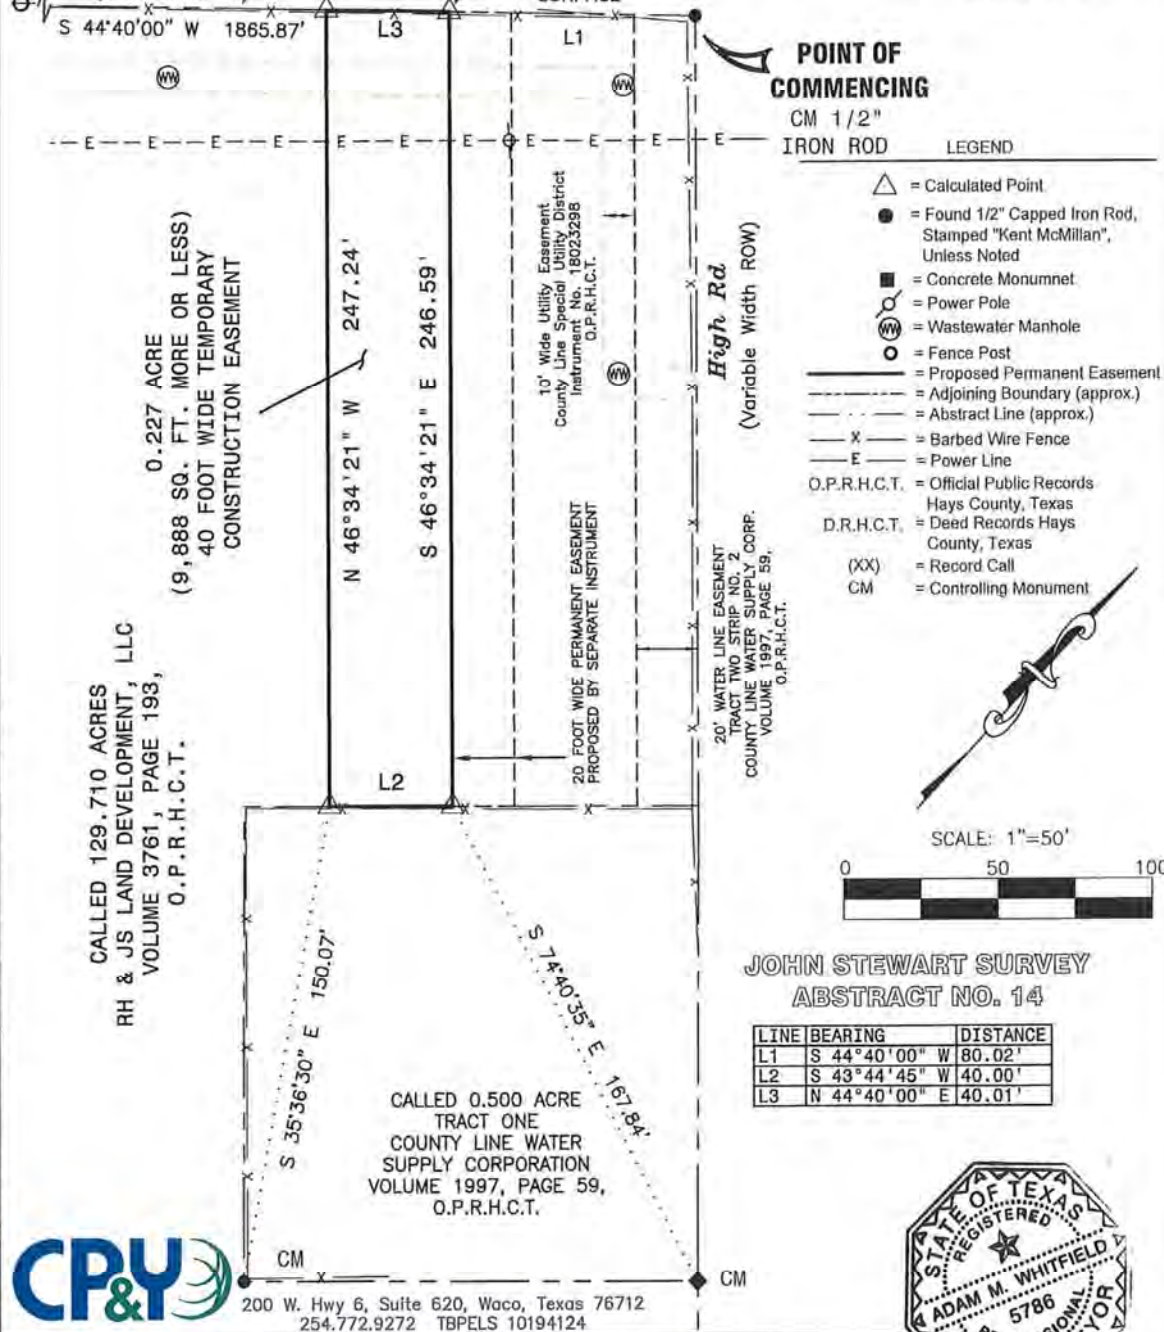 S 44°40'00" W 1865.87'
L3
L1
POINT OF
COMMENCING
CM 1/2"
IRON ROD
LEGEND
= Calculated Point
= Found 1/2" Capped Iron Rod,
Stamped "Kent McMillan",
Unless Noted
= Concrete Monumnet
= Power Pole
WW = Wastewater Manhole
= Fence Post
= Proposed Permanent Easement
= Adjoining Boundary (approx.)
= Abstract Line (approx.)
X = Barbed Wire Fence
E = Power Line
O.P.R.H.C.T. = Official Public Records
Hays County, Texas
D.R.H.C.T. = Deed Records Hays
County, Texas
(XX) = Record Call
CM = Controlling Monument
WW
WW
WW
E E E E E E E E E E E
0.227 ACRE
(9,888 SQ. FT. MORE OR LESS)
40 FOOT WIDE TEMPORARY
CONSTRUCTION EASEMENT
N 46°34'21" W 247.24'
S 46°34'21" E 246.59'
10' Wide Utility Easement
County Line Special Utility District
Instrument No. 18023298
O.P.R.H.C.T.
High Rd
(Variable Width ROW)
20 FOOT WIDE PERMANENT EASEMENT
PROPOSED BY SEPARATE INSTRUMENT
20' WATER LINE EASEMENT
TRACT TWO STRIP NO. 2
COUNTY LINE WATER SUPPLY CORP.
VOLUME 1997, PAGE 59,
O.P.R.H.C.T.
CALLED 129.710 ACRES
RH & JS LAND DEVELOPMENT, LLC
VOLUME 3761, PAGE 193,
O.P.R.H.C.T.
L2
SCALE: 1"=50'
0 50 100
JOHN STEWART SURVEY
ABSTRACT NO. 14
LINE BEARING DISTANCE
L1 S 44°40'00" W 80.02'
L2 S 43°44'45" W 40.00'
L3 N 44°40'00" E 40.01'
S 35°36'30" E 150.07'
S 74°40'35" E 167.84'
CALLED 0.500 ACRE
TRACT ONE
COUNTY LINE WATER
SUPPLY CORPORATION
VOLUME 1997, PAGE 59,
O.P.R.H.C.T.
CM
CM
CP&Y
200 W. Hwy 6, Suite 620, Waco, Texas 76712
254.772.9272 TBPELS 10194124
STATE OF TEXAS
REGISTERED
ADAM M. WHITFIELD
5786